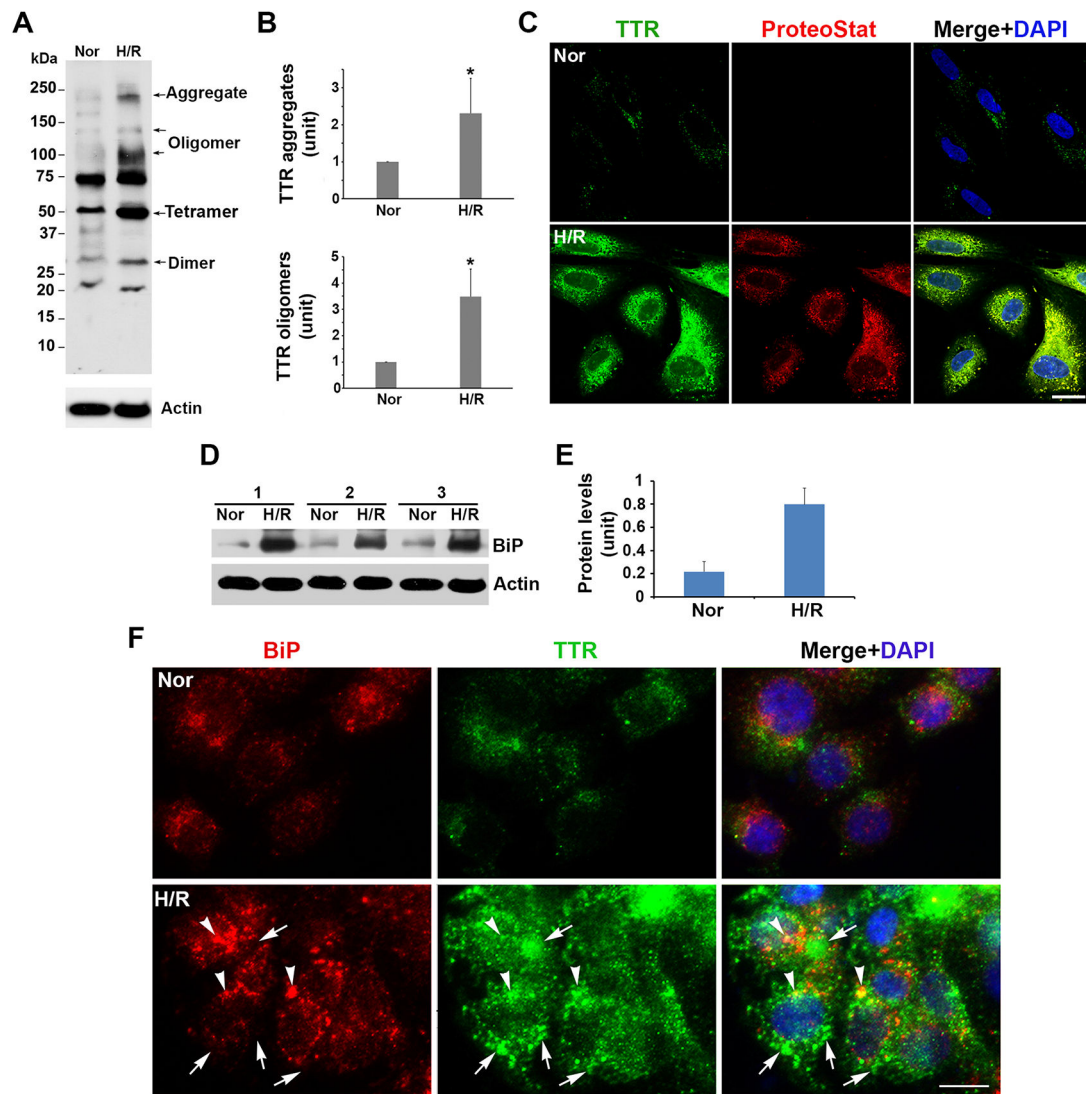 A
Nor H/R
kDa
250
150
100
75
50
37
25
20
15
10
Aggregate
Oligomer
Tetramer
Dimer
Actin
B
TTR aggregates
(unit)
3
2
1
0
*
Nor H/R
TTR oligomers
(unit)
5
4
3
2
1
0
*
Nor H/R
C
TTR ProteoStat Merge+DAPI
Nor
H/R
D
1 2 3
Nor H/R Nor H/R Nor H/R
BiP
Actin
E
Protein levels
(unit)
1
0.8
0.6
0.4
0.2
0
Nor H/R
F
BiP TTR Merge+DAPI
Nor
H/R